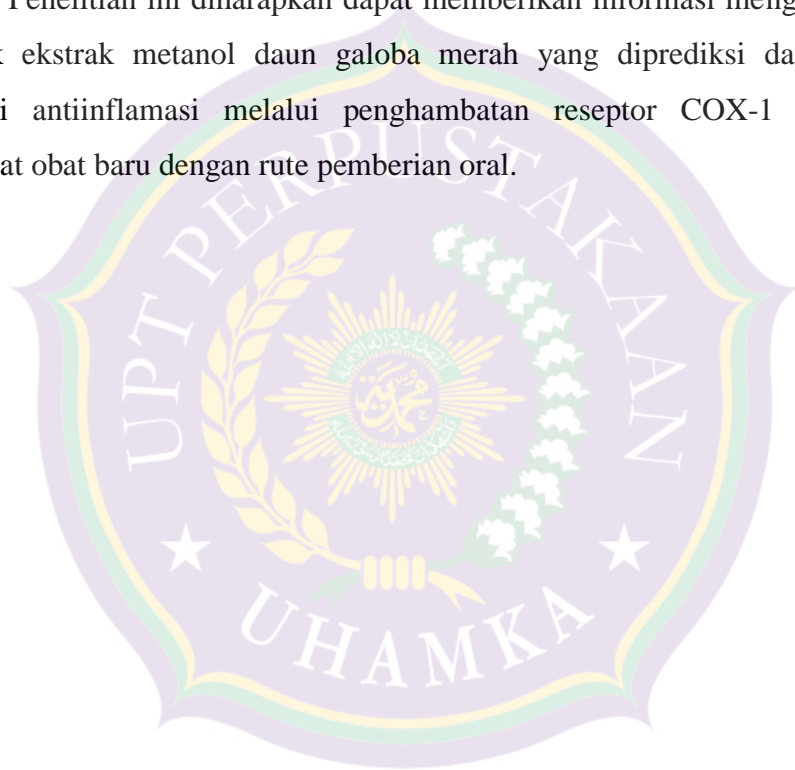 Penelitian ini diharapkan dapat memberikan informasi meng
k ekstrak metanol daun galoba merah yang diprediksi da
i antiinflamasi melalui penghambatan reseptor COX-1
at obat baru dengan rute pemberian oral.
UPT PERPUSTAKAAN
UHAMKA